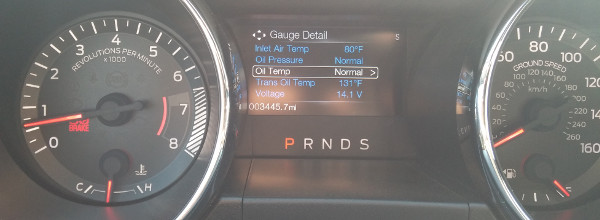 Gauge Detail
S
Inlet Air Temp 80°F
Oil Pressure Normal
Oil Temp Normal >
Trans Oil Temp 131°F
Voltage 14.1 V
003445.7mi
P R N D S
0 1 2 3 4 5 6 7 8
REVOLUTIONS PER MINUTE
x 1000
C H
60 80 100 120 140 160
GROUND SPEED
km/h